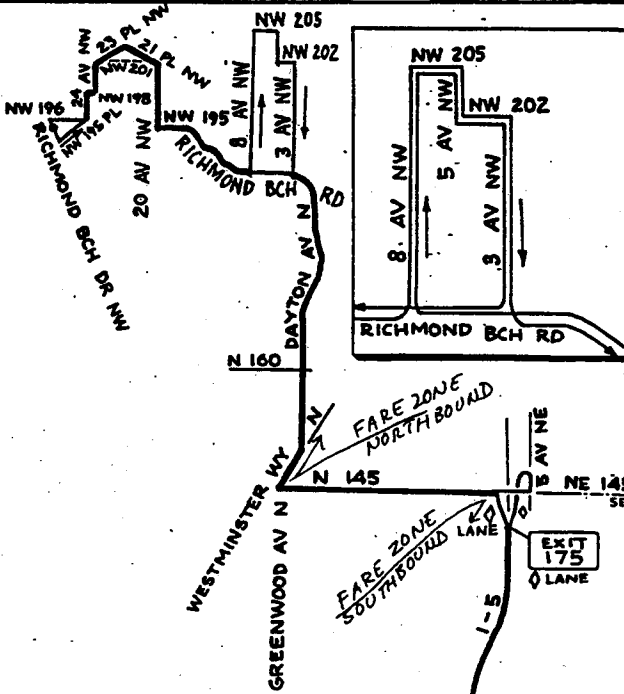 23 PL NW
21 PL NW
NW 201
24 AV NW
NW 198
NW 196
NW 195 PL
NW 195
RICHMOND BCH DR NW
20 AV NW
RICHMOND BCH RD
NW 205
NW 202
8 AV NW
3 AV NW
DAYTON AV N
N 160
NW 205
NW 202
8 AV NW
5 AV NW
3 AV NW
RICHMOND BCH RD
FARE ZONE
NORTHBOUND
WESTMINSTER WY N
N 145
GREENWOOD AV N
FARE ZONE
SOUTHBOUND
LANE
5 AV NE
NE 145
SE
EXIT
175
LANE
I-5